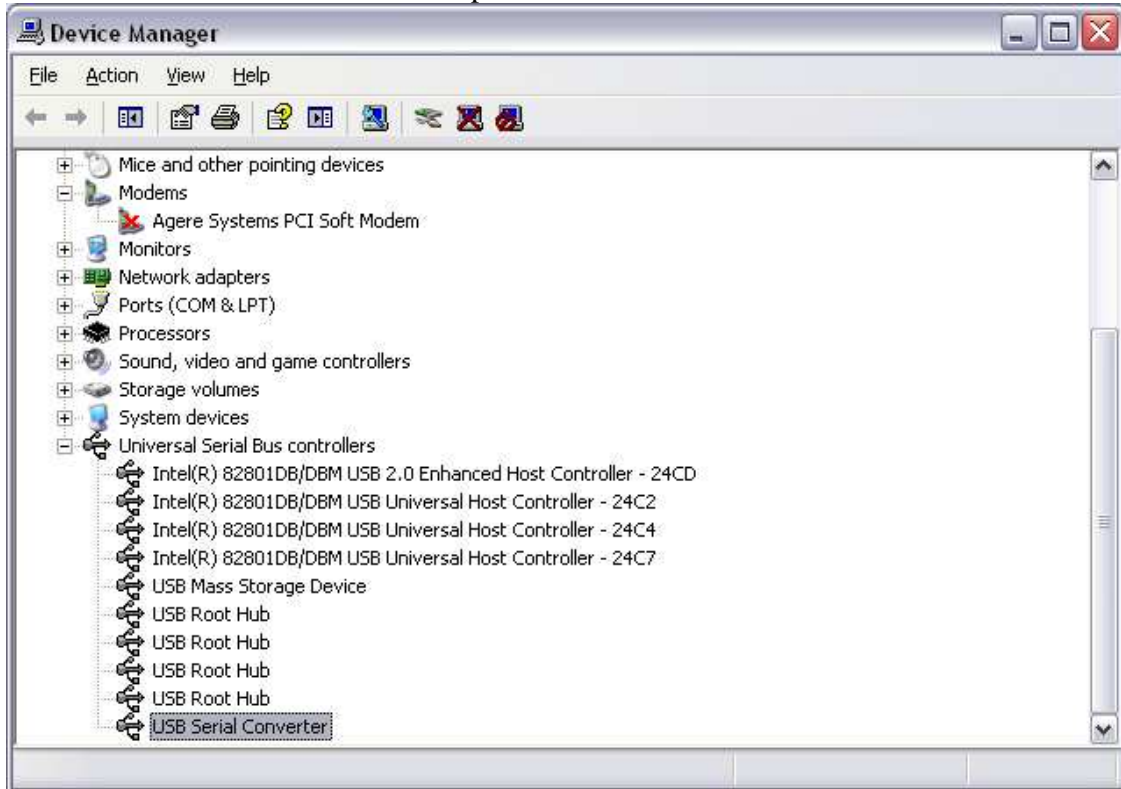 Device Manager
File Action View Help
Mice and other pointing devices
Modems
Agere Systems PCI Soft Modem
Monitors
Network adapters
Ports (COM & LPT)
Processors
Sound, video and game controllers
Storage volumes
System devices
Universal Serial Bus controllers
Intel(R) 82801DB/DBM USB 2.0 Enhanced Host Controller - 24CD
Intel(R) 82801DB/DBM USB Universal Host Controller - 24C2
Intel(R) 82801DB/DBM USB Universal Host Controller - 24C4
Intel(R) 82801DB/DBM USB Universal Host Controller - 24C7
USB Mass Storage Device
USB Root Hub
USB Root Hub
USB Root Hub
USB Root Hub
USB Serial Converter